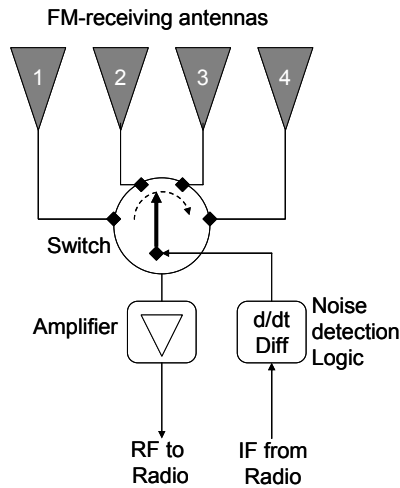 FM-receiving antennas
1 2 3 4
Switch
Amplifier
d/dt
Diff
Noise
detection
Logic
RF to
Radio
IF from
Radio